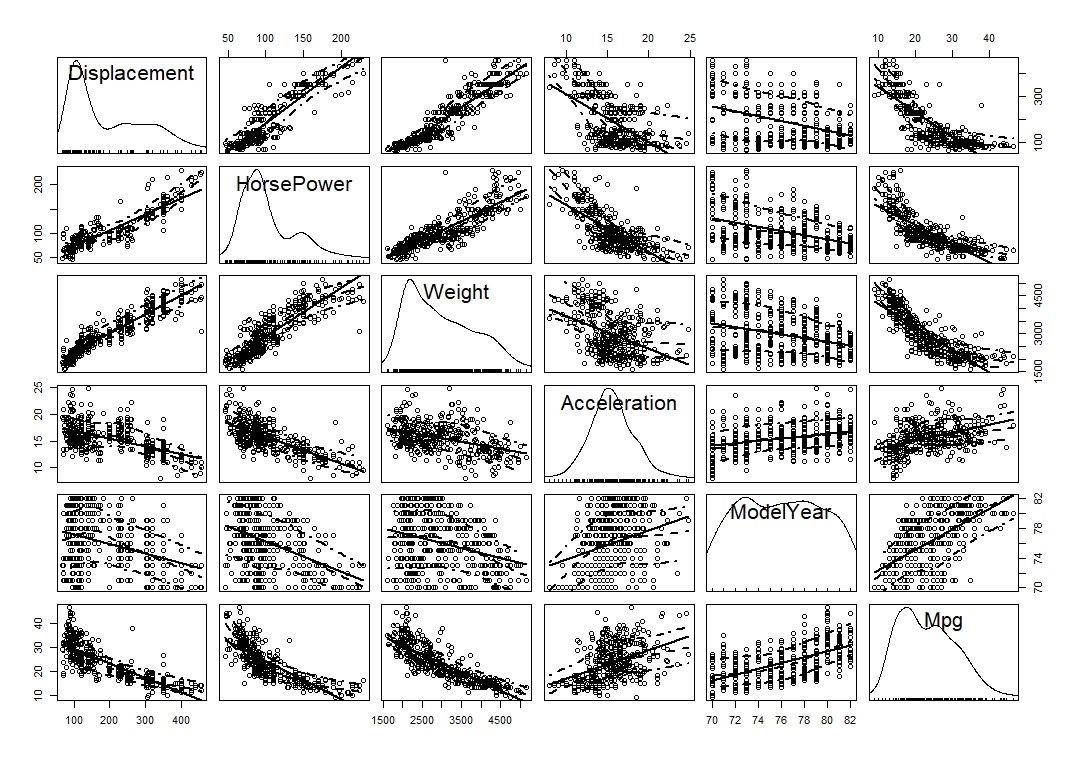 50 100 150 200 10 15 20 25 10 20 30 40
Displacement
100 300
HorsePower
50 100 200
Weight
1500 3000 4500
Acceleration
10 15 20 25
ModelYear
70 74 78 82
Mpg
10 20 30 40
100 200 300 400 1500 2500 3500 4500 70 72 74 76 78 80 82